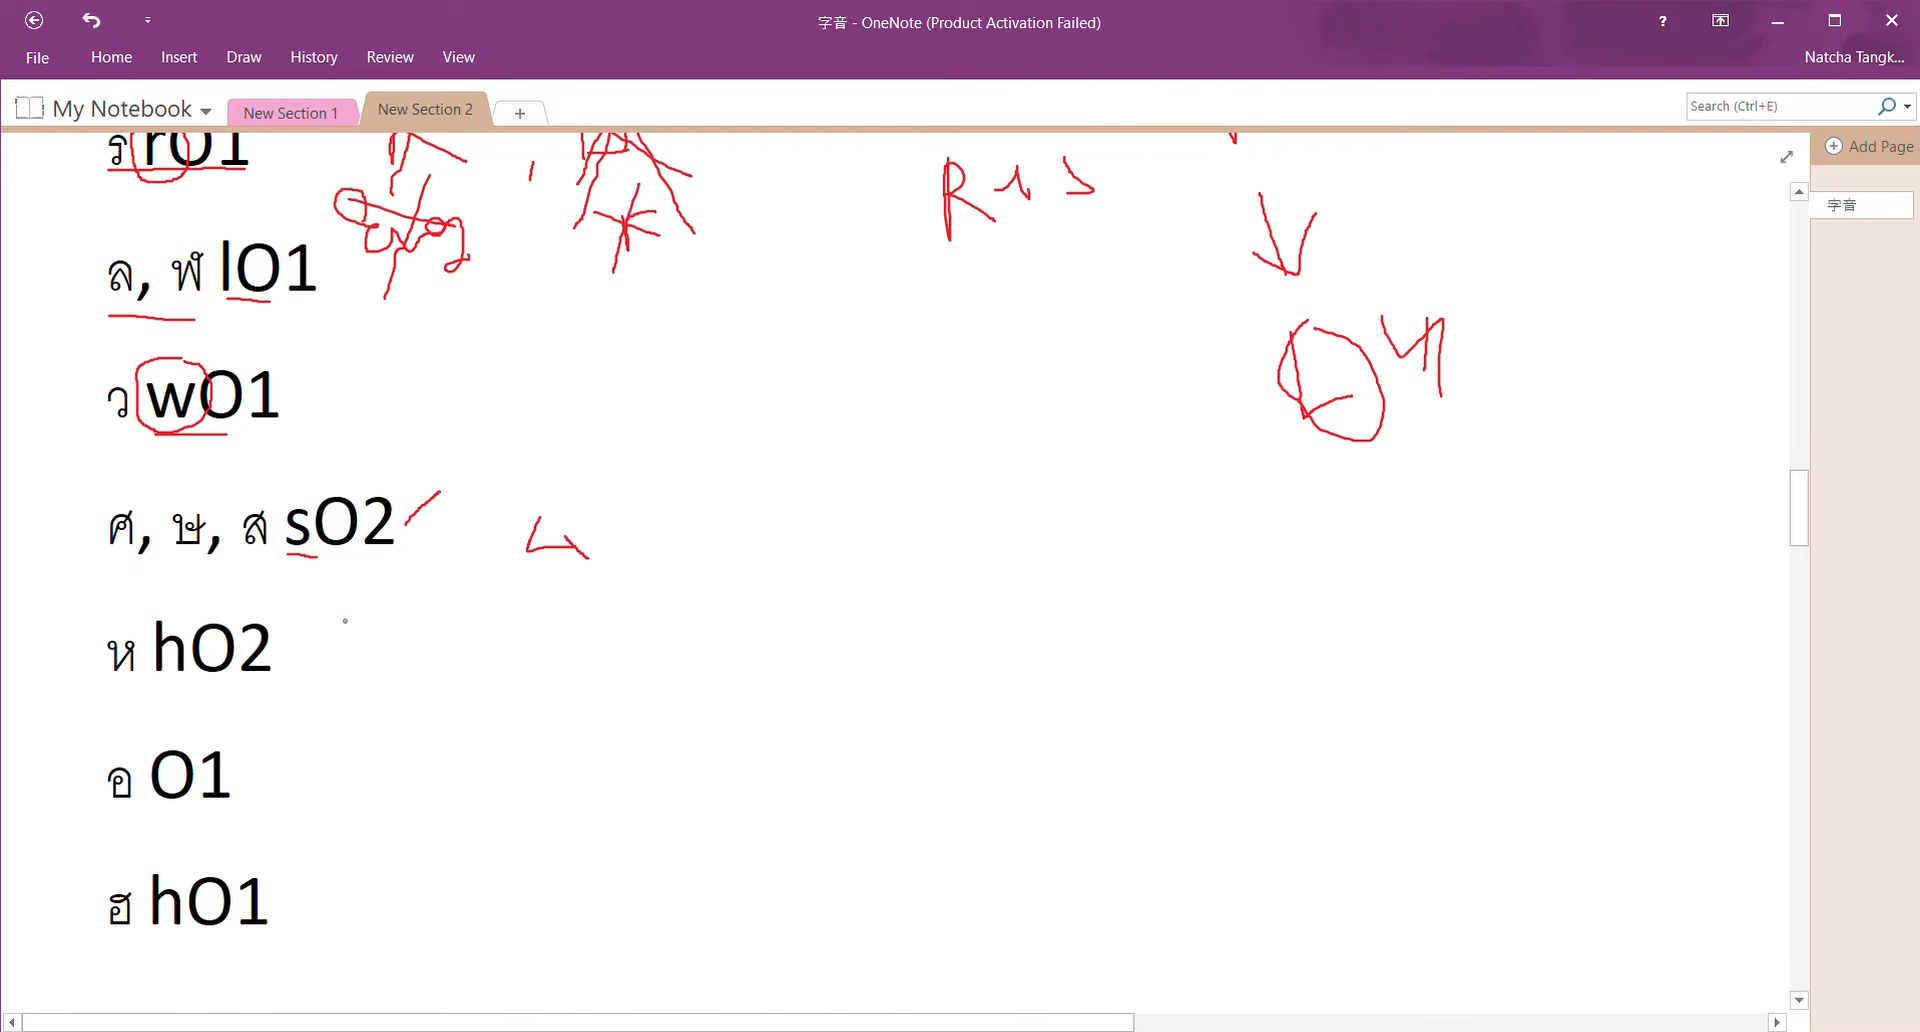 字音 - OneNote (Product Activation Failed)
?
File Home Insert Draw History Review View
Natcha Tangk...
My Notebook
New Section 1
New Section 2
+
Search (Ctrl+E)
Add Page
字音
ร rO1
ล, ฬ lO1
ว wO1
ศ, ษ, ส sO2
ห hO2
อ O1
ฮ hO1